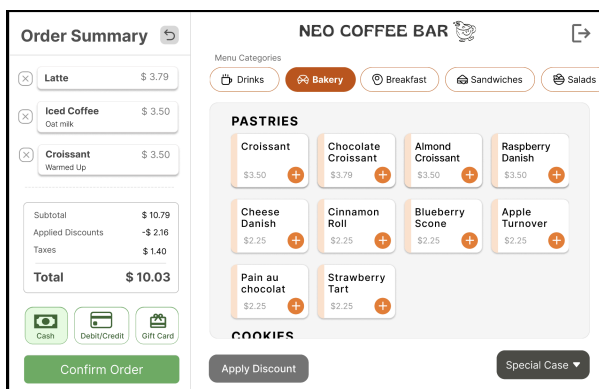 Order Summary
Latte $ 3.79
Iced Coffee $ 3.50
Oat milk
Croissant $ 3.50
Warmed Up
Subtotal $ 10.79
Applied Discounts -$ 2.16
Taxes $ 1.40
Total $ 10.03
Cash Debit/Credit Gift Card
Confirm Order
NEO COFFEE BAR
Menu Categories
Drinks Bakery Breakfast Sandwiches Salads
PASTRIES
Croissant
$3.50
Chocolate
Croissant
$3.79
Almond
Croissant
$3.50
Raspberry
Danish
$3.50
Cheese
Danish
$2.25
Cinnamon
Roll
$2.25
Blueberry
Scone
$2.25
Apple
Turnover
$2.25
Pain au
chocolat
$2.25
Strawberry
Tart
$2.25
COOKIES
Apply Discount
Special Case